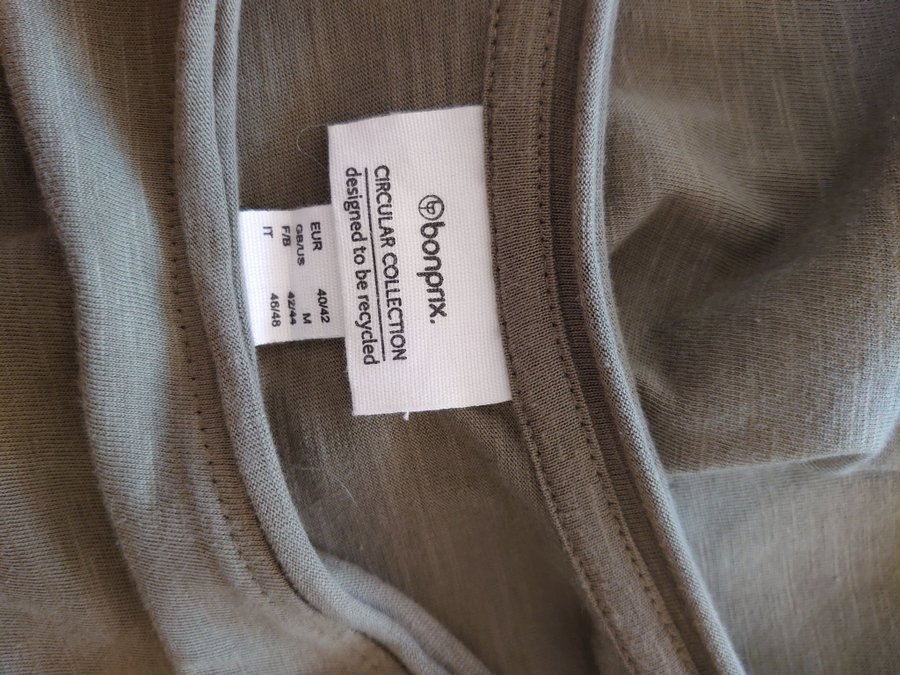 bonprix.
CIRCULAR COLLECTION
designed to be recycled
EUR 40/42
GB/US M
F/B 42/44
IT 46/48